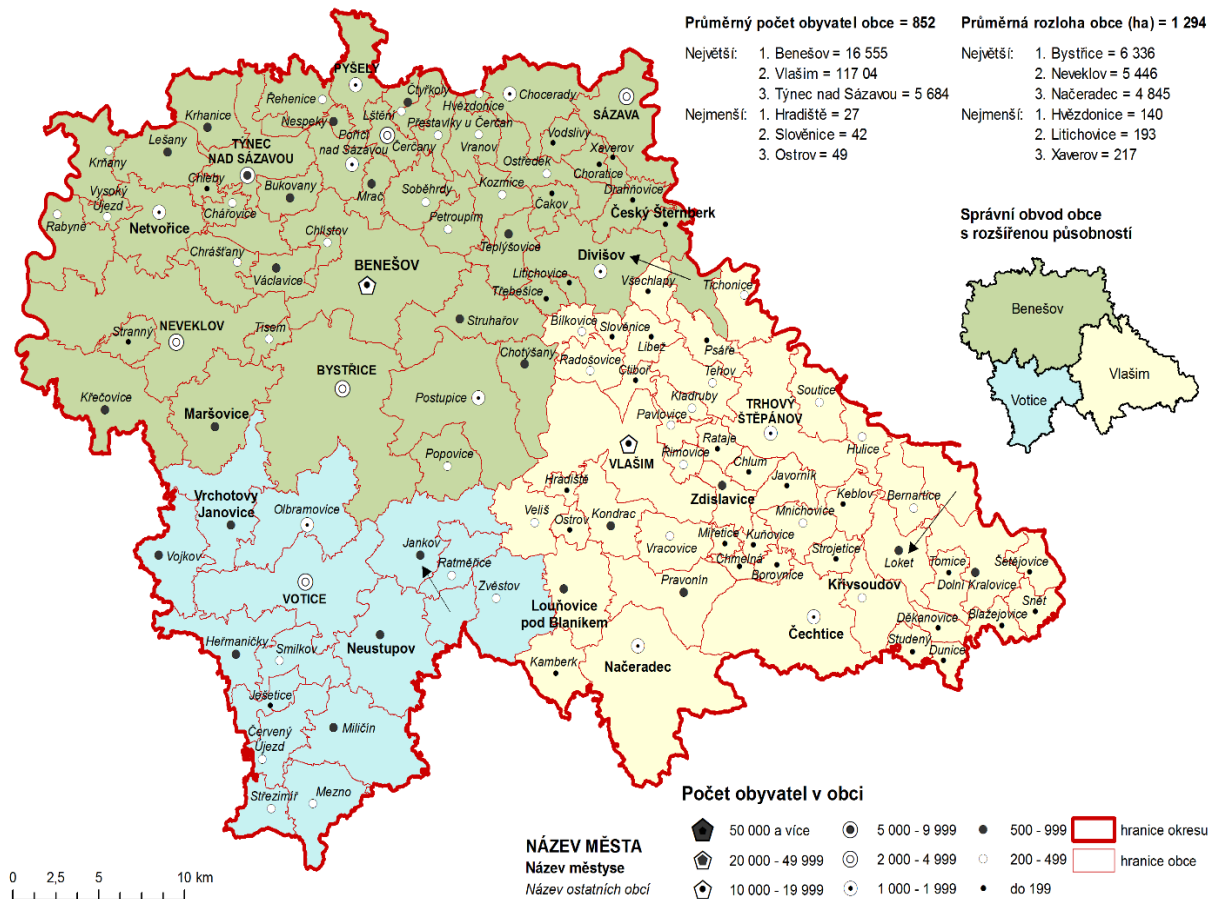 Průměrný počet obyvatel obce = 852
Největší: 1. Benešov = 16 555
2. Vlašim = 117 04
3. Týnec nad Sázavou = 5 684
Nejmenší: 1. Hradiště = 27
2. Slověnice = 42
3. Ostrov = 49
Průměrná rozloha obce (ha) = 1 294
Největší: 1. Bystřice = 6 336
2. Neveklov = 5 446
3. Načeradec = 4 845
Nejmenší: 1. Hvězdonice = 140
2. Litichovice = 193
3. Xaverov = 217
Správní obvod obce
s rozšířenou působností
Benešov
Vlašim
Votice
PYŠELY
Řehenice
Čtyřkoly
Hvězdonice
Chocerady
SÁZAVA
Krhanice
Nespeky
Lštění
Přestavlky u Čerčan
Poříčí
nad Sázavou
Čerčany
Vranov
Vodslivy
Xaverov
Lešany
Krňany
TÝNEC
NAD SÁZAVOU
Ostředek
Choratice
Chleby
Bukovany
Mrač
Soběhrdy
Kozmice
Čakov
Drahňovice
Český Šternberk
Vysoký
Újezd
Rabyně
Netvořice
Chářovice
Petroupim
Chlístov
Teplýšovice
Divišov
Chrášťany
Václavice
BENEŠOV
Litichovice
Třebešice
Všechlapy
Tichonice
Stranný
NEVEKLOV
Tisem
Struhařov
Bílkovice
Slověnice
Libež
Psáře
Chotýšany
Radošovice
Ctiboř
Tehov
BYSTŘICE
Postupice
Kladruby
TRHOVÝ
ŠTĚPÁNOV
Soutice
Křečovice
Maršovice
Pavlovice
VLAŠIM
Rataje
Řimovice
Hulice
Popovice
Chlum
Zdislavice
Javorník
Hradiště
Keblov
Bernartice
Vrchotovy
Janovice
Olbramovice
Veliš
Ostrov
Kondrac
Mnichovice
Vojkov
Jankov
Ratměřice
Vracovice
Miřetice
Kuňovice
Strojetice
Chmelná
Borovnice
Loket
Tomice
Dolní Kralovice
Šetějovice
VOTICE
Zvěstov
Louňovice
pod Blaníkem
Pravonín
Křivsoudov
Snět
Blažejovice
Neustupov
Čechtice
Děkanovice
Studený
Dunice
Heřmaničky
Smilkov
Načeradec
Kamberk
Ješetice
Miličín
Červený
Újezd
Střezimíř
Mezno
Počet obyvatel v obci
NÁZEV MĚSTA
Název městyse
Název ostatních obcí
50 000 a více
20 000 - 49 999
10 000 - 19 999
5 000 - 9 999
2 000 - 4 999
1 000 - 1 999
500 - 999
200 - 499
do 199
hranice okresu
hranice obce
0 2,5 5 10 km